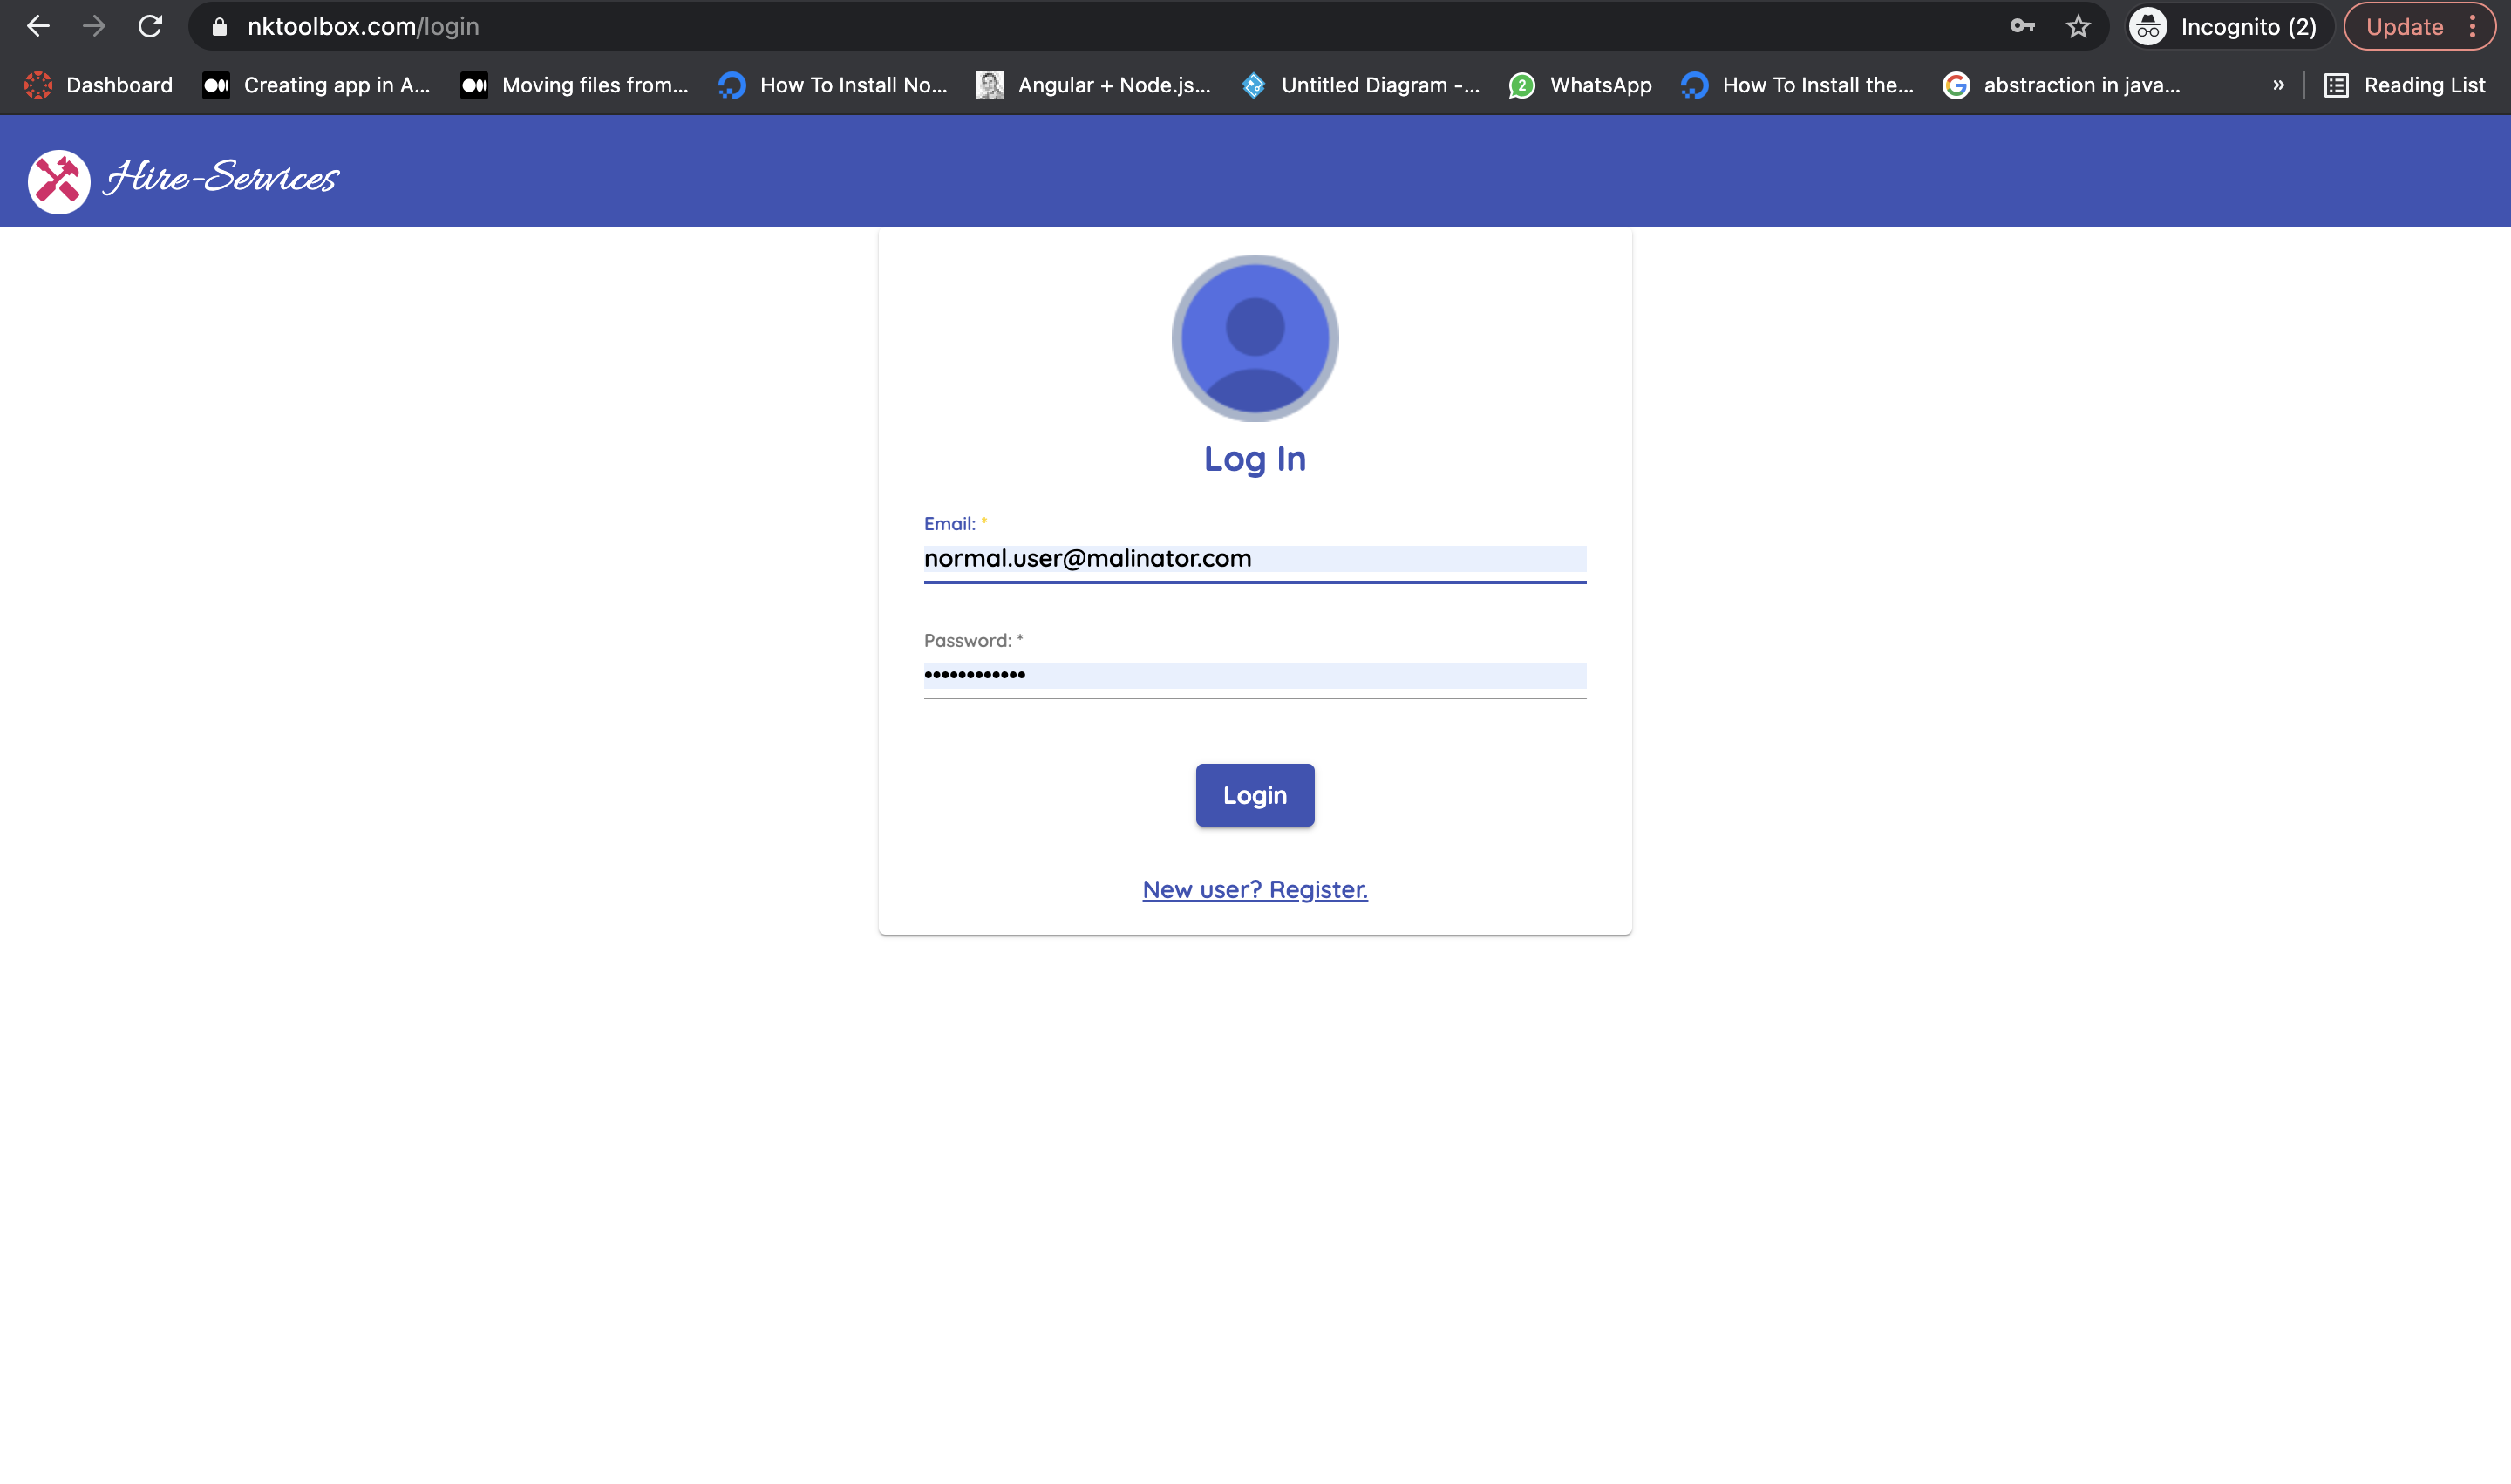 nktoolbox.com/login
Incognito (2)
Update
Dashboard
Creating app in A...
Moving files from...
How To Install No...
Angular + Node.js...
Untitled Diagram -...
2
WhatsApp
How To Install the...
abstraction in java...
»
Reading List
Hire-Services
Log In
Email: *
normal.user@malinator.com
Password: *
••••••••••••
Login
New user? Register.